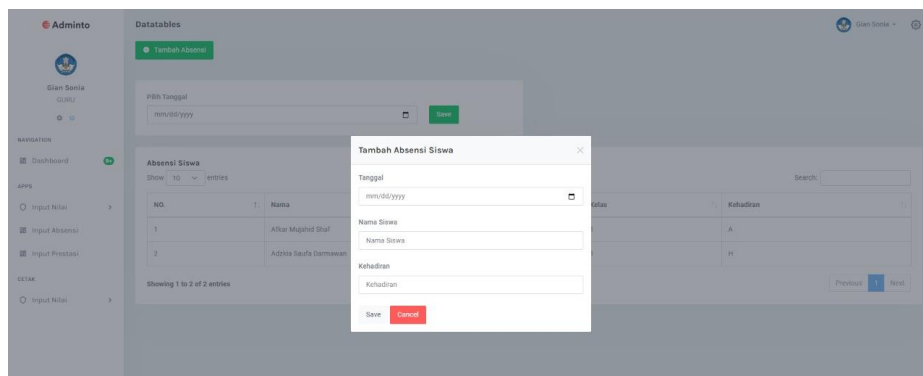 Adminto
Datatables
Gian Sonia
Tambah Absensi
Gian Sonia
GURU
Pilih Tanggal
mm/dd/yyyy
Save
NAVIGATION
Dashboard
Absensi Siswa
Show 10 entries
Search:
APPS
Input Nilai
Input Absensi
Input Prestasi
CETAK
Input Nilai
NO. Nama Kelas Kehadiran
1 Afkar Mujahid Shaf A
2 Adzkia Saufa Darmawan H
Showing 1 to 2 of 2 entries
Previous 1 Next
Tambah Absensi Siswa
Tanggal
mm/dd/yyyy
Nama Siswa
Nama Siswa
Kehadiran
Kehadiran
Save Cancel